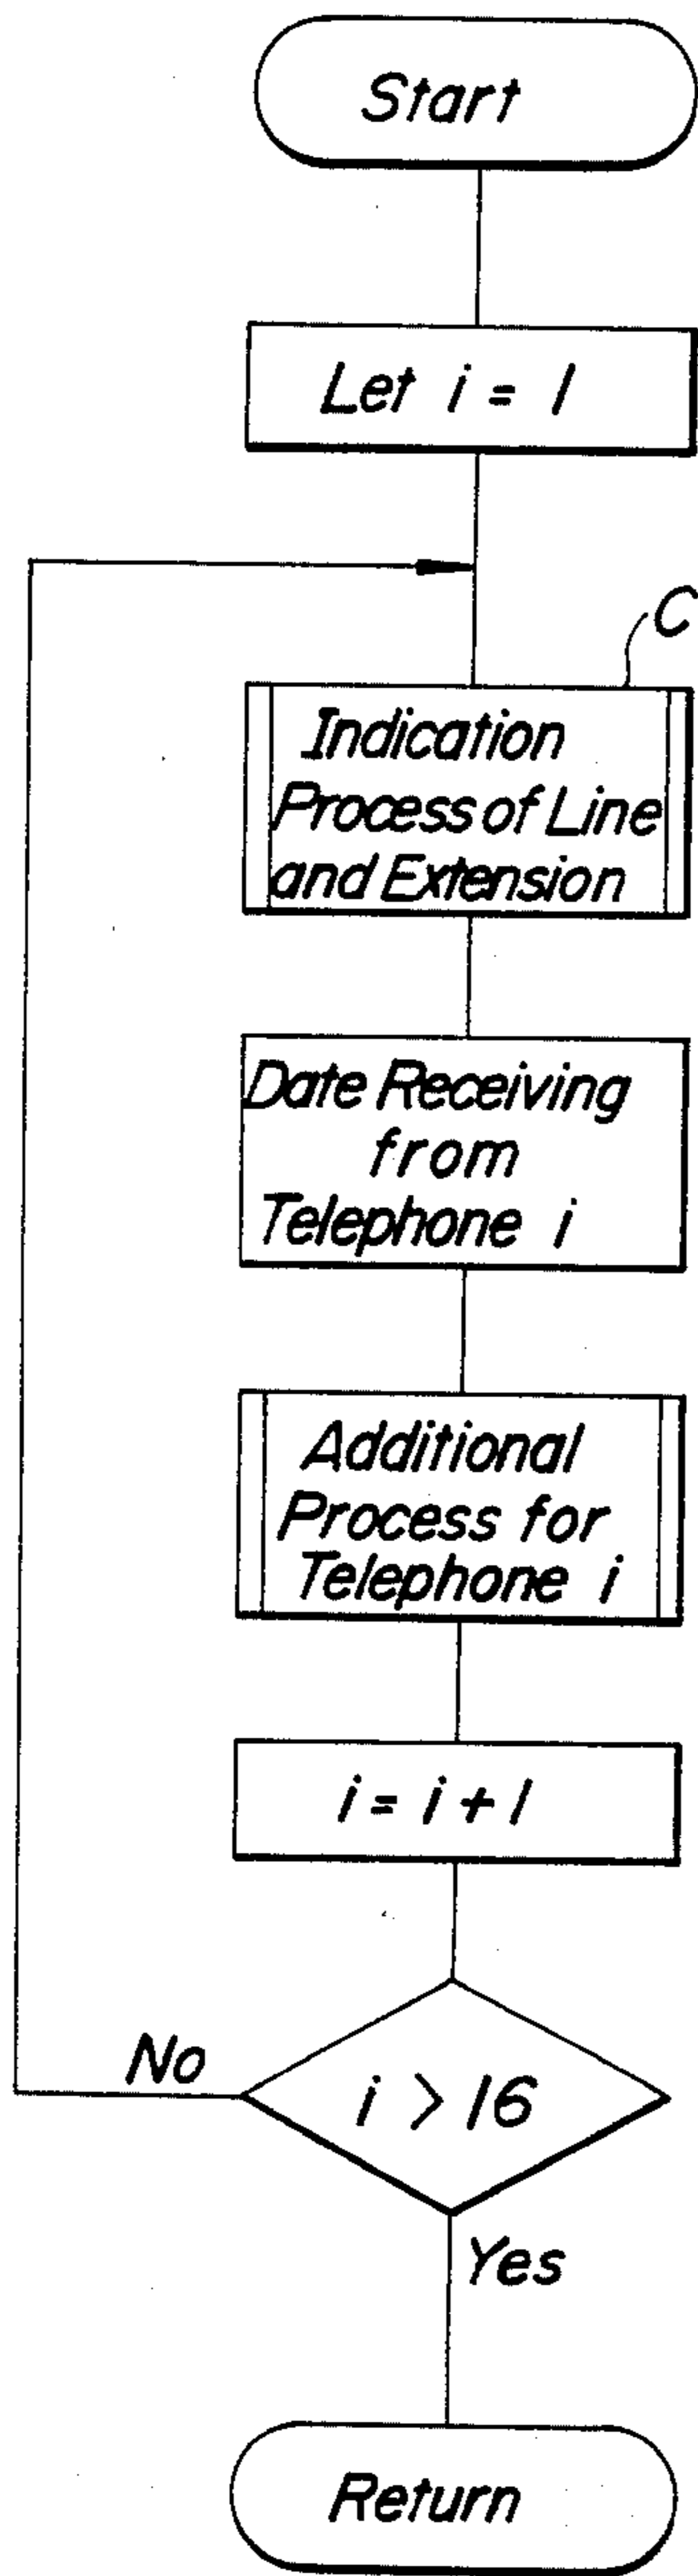 Start
Let i = 1
C
Indication
Process of Line
and Extension
Date Receiving
from
Telephone i
Additional
Process for
Telephone i
i = i + 1
No
i > 16
Yes
Return